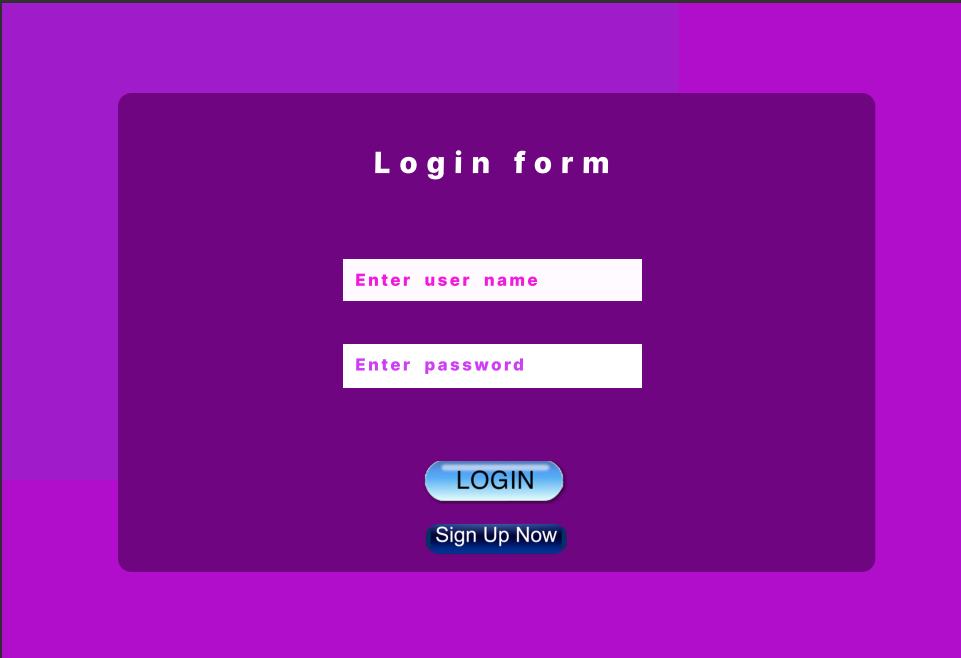 Login form
Enter user name
Enter password
LOGIN
Sign Up Now